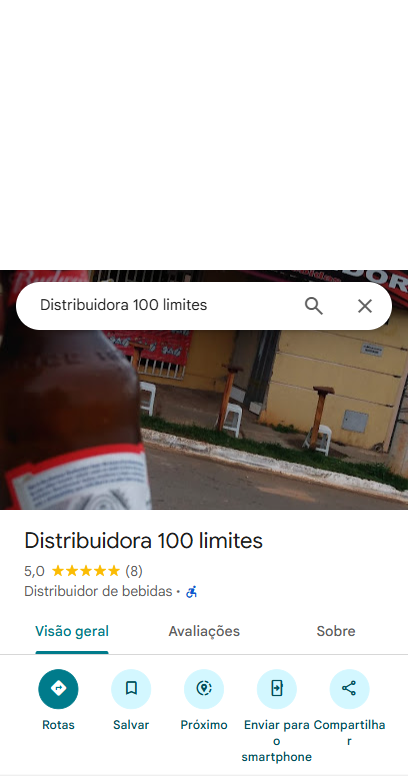 Distribuidora 100 limites
Distribuidora 100 limites
5,0 (8)
Distribuidor de bebidas ·
Visão geral
Avaliações
Sobre
Rotas
Salvar
Próximo
Enviar para
o
smartphone
Compartilha
r